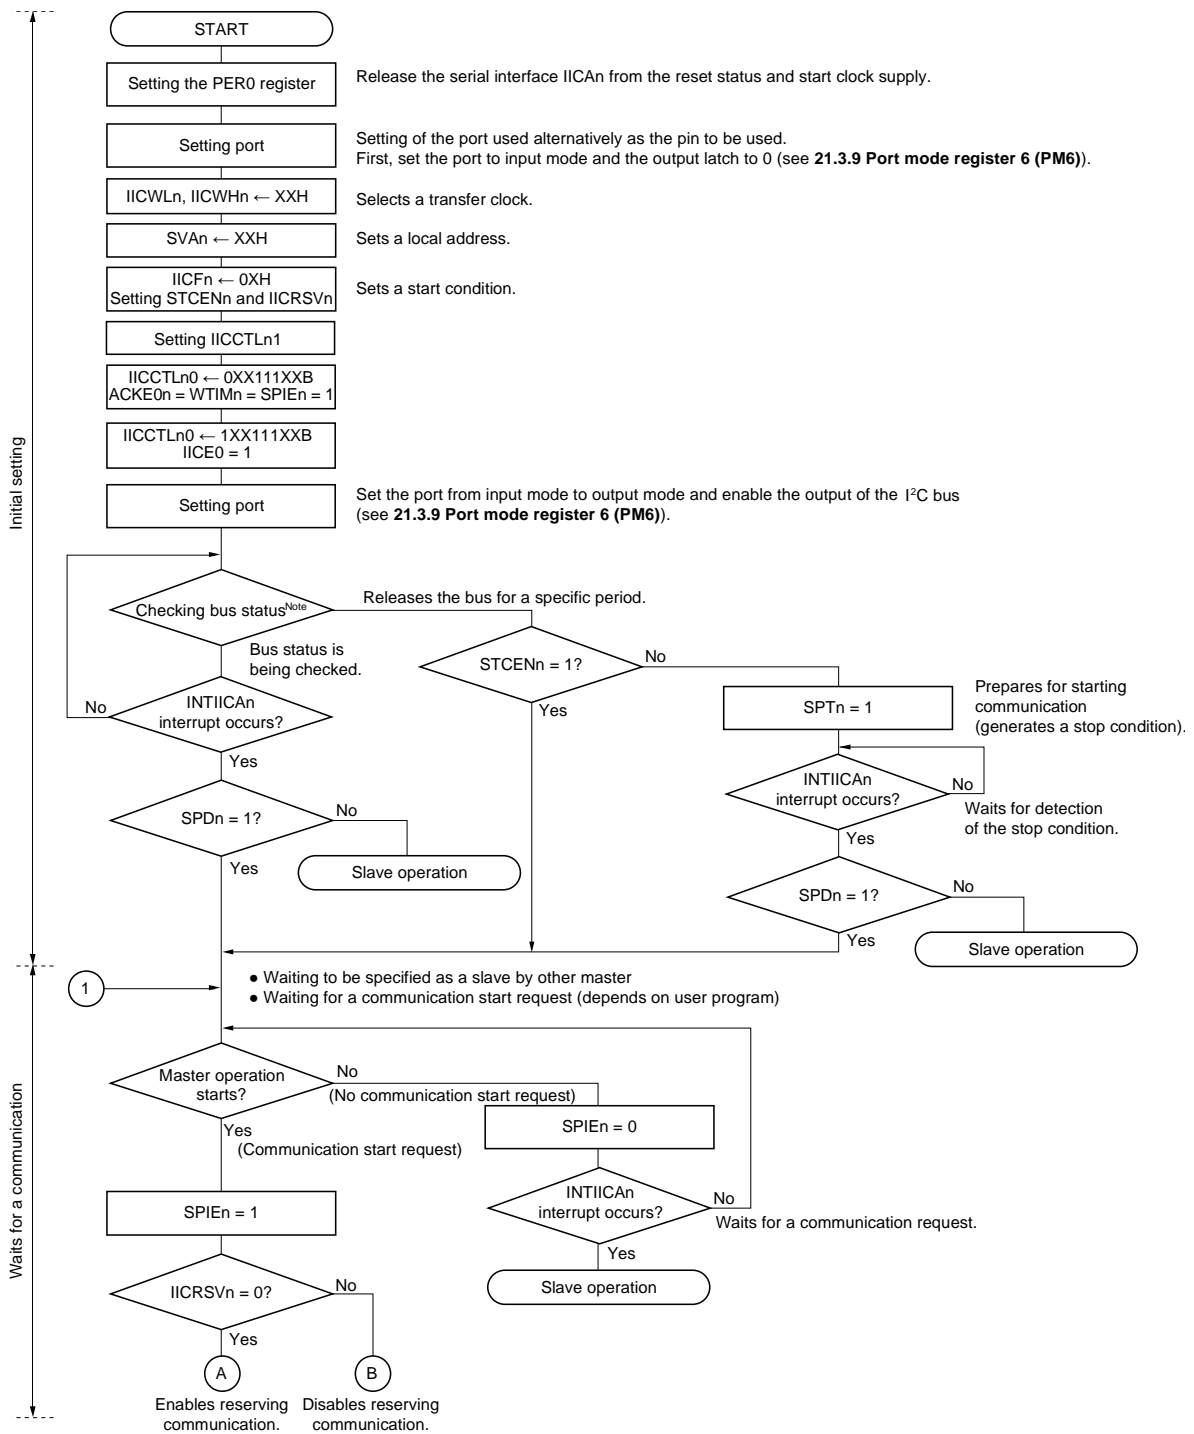 START
Setting the PER0 register
Release the serial interface IICAn from the reset status and start clock supply.
Setting port
Setting of the port used alternatively as the pin to be used.
First, set the port to input mode and the output latch to 0 (see 21.3.9 Port mode register 6 (PM6)).
IICWLn, IICWHn ← XXH
Selects a transfer clock.
SVAn ← XXH
Sets a local address.
IICFn ← 0XH
Setting STCENn and IICRSVn
Sets a start condition.
Setting IICCTLn1
IICCTLn0 ← 0XX111XXB
ACKE0n = WTIMn = SPIEn = 1
IICCTLn0 ← 1XX111XXB
IICE0 = 1
Initial setting
Setting port
Set the port from input mode to output mode and enable the output of the I²C bus
(see 21.3.9 Port mode register 6 (PM6)).
Checking bus statusNote
Releases the bus for a specific period.
Bus status is
being checked.
STCENn = 1?
No
Yes
INTIICAn
interrupt occurs?
No
Yes
SPTn = 1
Prepares for starting
communication
(generates a stop condition).
INTIICAn
interrupt occurs?
No
Waits for detection
of the stop condition.
Yes
SPDn = 1?
No
Yes
Slave operation
SPDn = 1?
No
Yes
Slave operation
1
● Waiting to be specified as a slave by other master
● Waiting for a communication start request (depends on user program)
Waits for a communication
Master operation
starts?
No
(No communication start request)
Yes
(Communication start request)
SPIEn = 0
INTIICAn
interrupt occurs?
No
Waits for a communication request.
Yes
Slave operation
SPIEn = 1
IICRSVn = 0?
No
Yes
A
B
Enables reserving
communication.
Disables reserving
communication.